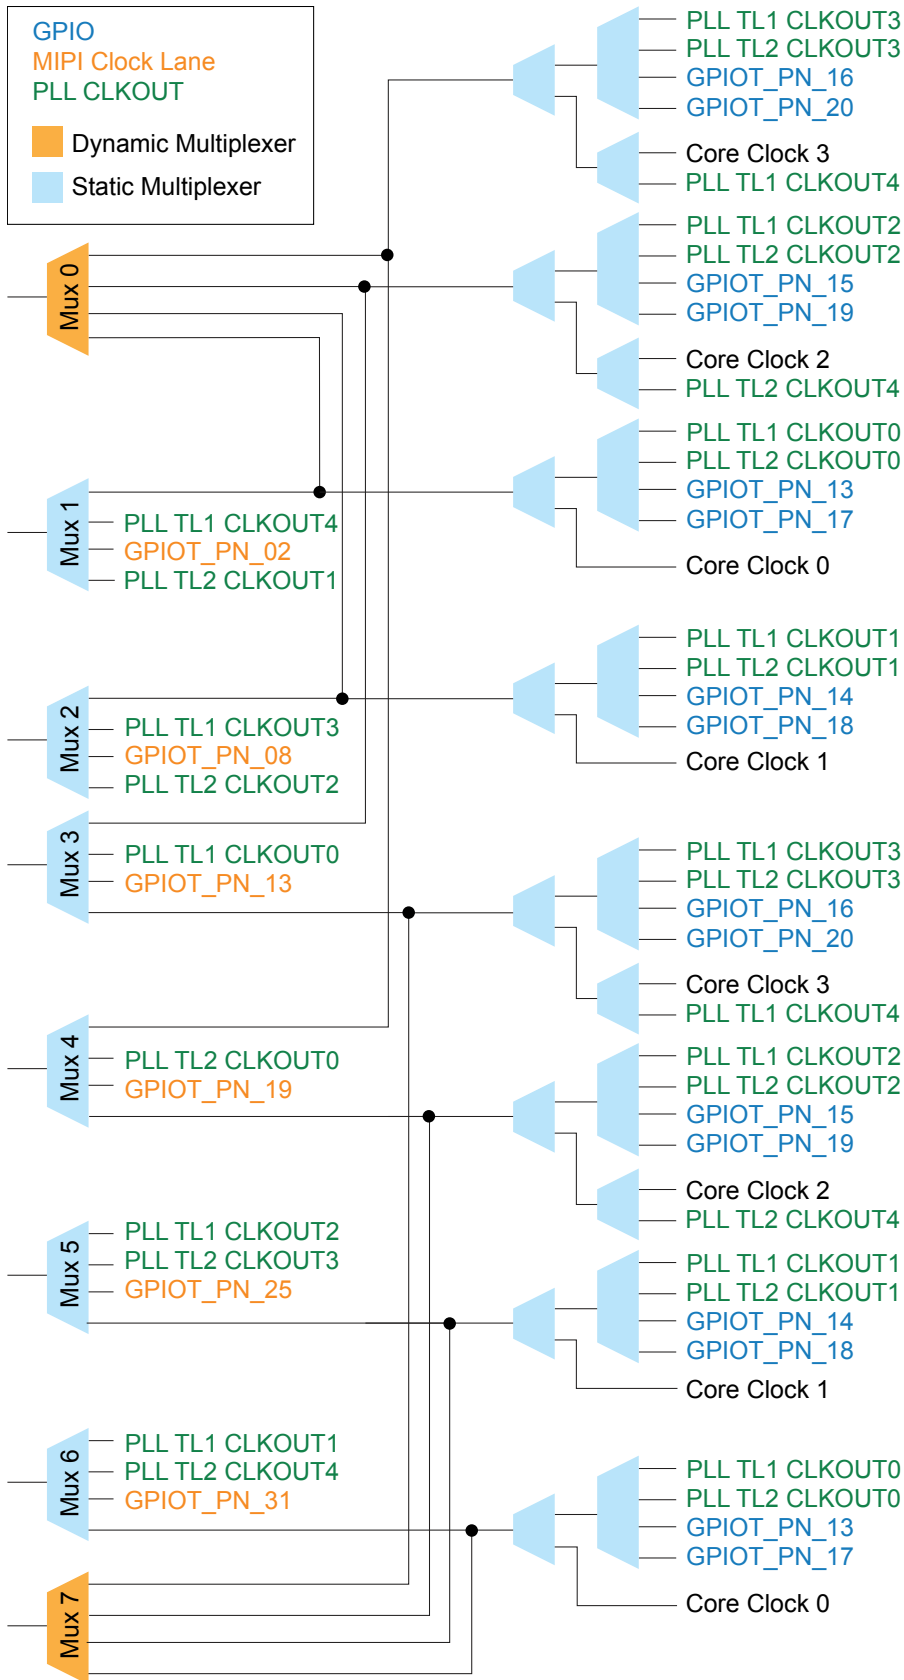 GPIO
MIPI Clock Lane
PLL CLKOUT
Dynamic Multiplexer
Static Multiplexer
PLL TL1 CLKOUT3
PLL TL2 CLKOUT3
GPIOT_PN_16
GPIOT_PN_20
Core Clock 3
PLL TL1 CLKOUT4
Mux 0
PLL TL1 CLKOUT2
PLL TL2 CLKOUT2
GPIOT_PN_15
GPIOT_PN_19
Core Clock 2
PLL TL2 CLKOUT4
Mux 1
PLL TL1 CLKOUT4
GPIOT_PN_02
PLL TL2 CLKOUT1
PLL TL1 CLKOUT0
PLL TL2 CLKOUT0
GPIOT_PN_13
GPIOT_PN_17
Core Clock 0
Mux 2
PLL TL1 CLKOUT3
GPIOT_PN_08
PLL TL2 CLKOUT2
PLL TL1 CLKOUT1
PLL TL2 CLKOUT1
GPIOT_PN_14
GPIOT_PN_18
Core Clock 1
Mux 3
PLL TL1 CLKOUT0
GPIOT_PN_13
PLL TL1 CLKOUT3
PLL TL2 CLKOUT3
GPIOT_PN_16
GPIOT_PN_20
Core Clock 3
PLL TL1 CLKOUT4
Mux 4
PLL TL2 CLKOUT0
GPIOT_PN_19
PLL TL1 CLKOUT2
PLL TL2 CLKOUT2
GPIOT_PN_15
GPIOT_PN_19
Core Clock 2
PLL TL2 CLKOUT4
Mux 5
PLL TL1 CLKOUT2
PLL TL2 CLKOUT3
GPIOT_PN_25
PLL TL1 CLKOUT1
PLL TL2 CLKOUT1
GPIOT_PN_14
GPIOT_PN_18
Core Clock 1
Mux 6
PLL TL1 CLKOUT1
PLL TL2 CLKOUT4
GPIOT_PN_31
PLL TL1 CLKOUT0
PLL TL2 CLKOUT0
GPIOT_PN_13
GPIOT_PN_17
Core Clock 0
Mux 7